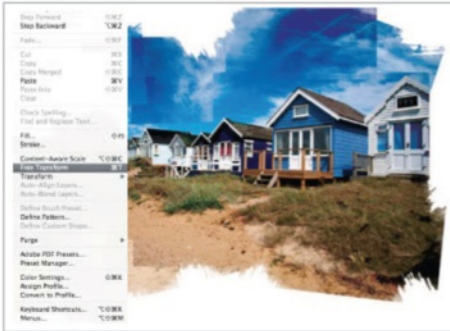 Step Forward ⇧⌘Z
Step Backward ⌥⌘Z
Fade... ⇧⌘F
Cut ⌘X
Copy ⌘C
Copy Merged ⇧⌘C
Paste ⌘V
Paste Into ⇧⌘V
Clear
Check Spelling...
Find and Replace Text...
Fill... ⇧F5
Stroke...
Content-Aware Scale ⌥⇧⌘C
Free Transform ⌘T
Transform
Auto-Align Layers...
Auto-Blend Layers...
Define Brush Preset...
Define Pattern...
Define Custom Shape...
Purge
Adobe PDF Presets...
Preset Manager...
Color Settings... ⇧⌘K
Assign Profile...
Convert to Profile...
Keyboard Shortcuts... ⌥⇧⌘K
Menus... ⌥⇧⌘M